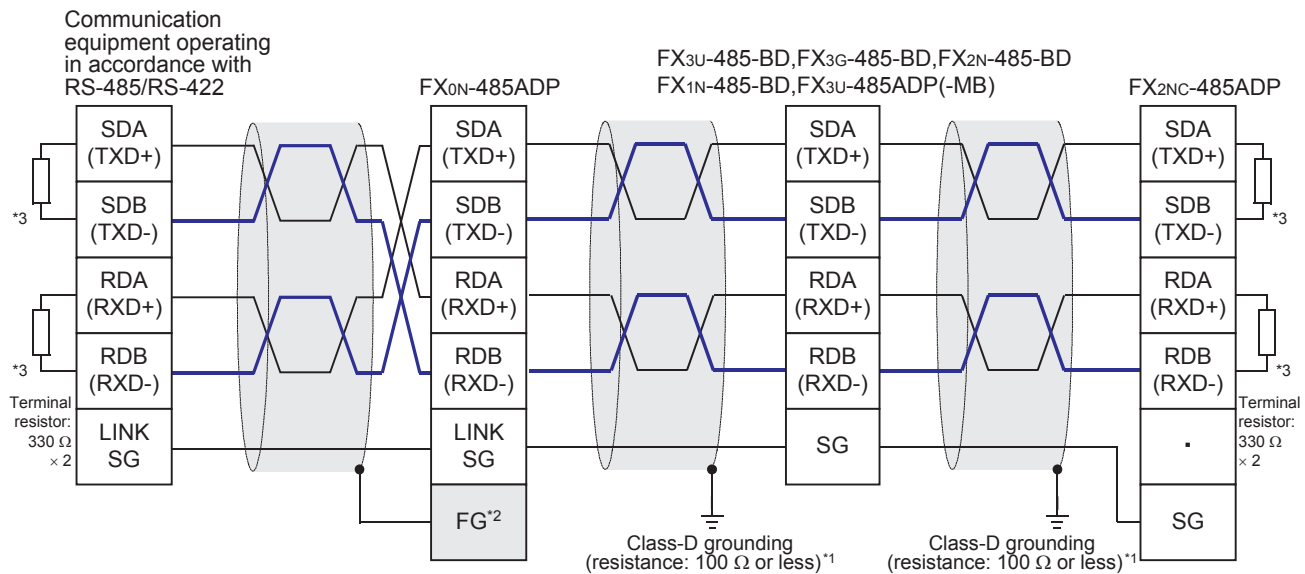 Communication
equipment operating
in accordance with
RS-485/RS-422
FX0N-485ADP
FX3U-485-BD,FX3G-485-BD,FX2N-485-BD
FX1N-485-BD,FX3U-485ADP(-MB)
FX2NC-485ADP
SDA
(TXD+)
SDB
(TXD-)
RDA
(RXD+)
RDB
(RXD-)
LINK
SG
*3
*3
Terminal
resistor:
330 Ω
× 2
SDA
(TXD+)
SDB
(TXD-)
RDA
(RXD+)
RDB
(RXD-)
LINK
SG
FG*2
SDA
(TXD+)
SDB
(TXD-)
RDA
(RXD+)
RDB
(RXD-)
SG
SDA
(TXD+)
SDB
(TXD-)
RDA
(RXD+)
RDB
(RXD-)
.
SG
*3
*3
Terminal
resistor:
330 Ω
× 2
Class-D grounding
(resistance: 100 Ω or less)*1
Class-D grounding
(resistance: 100 Ω or less)*1